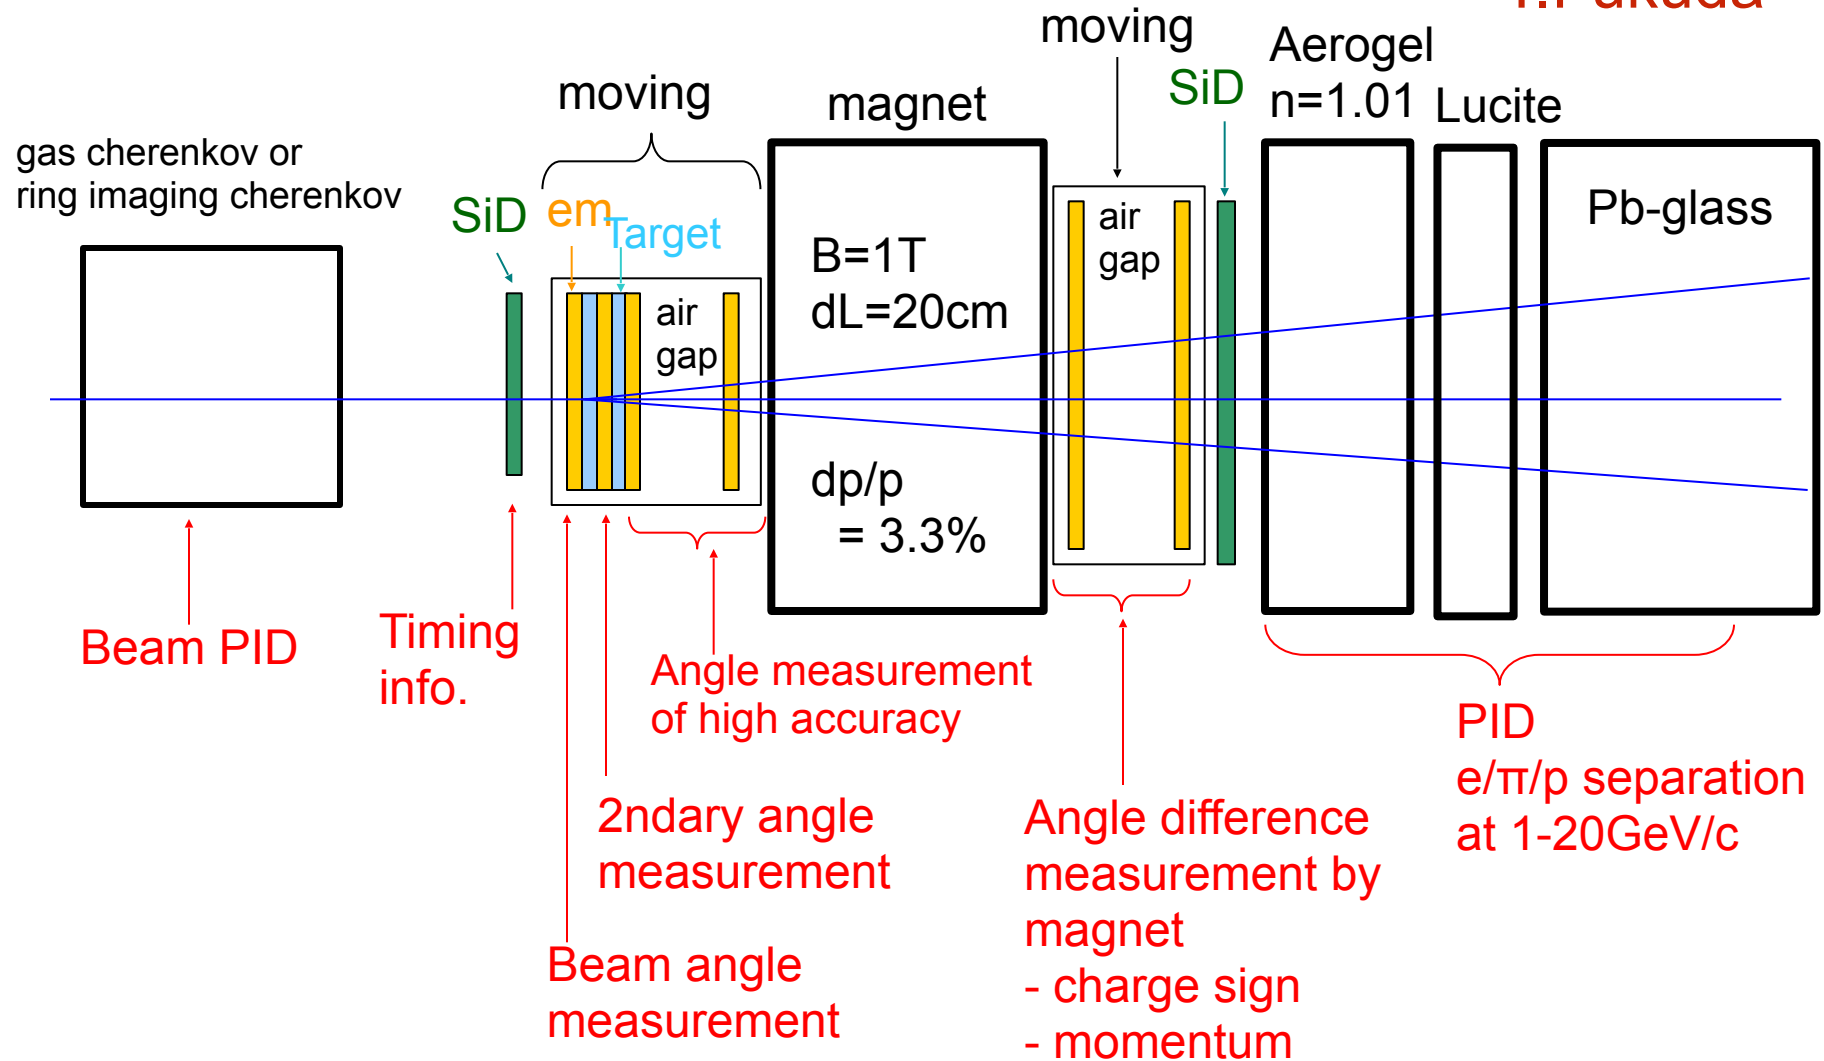 moving
Aerogel
n=1.01
SiD
Lucite
moving
magnet
gas cherenkov or
ring imaging cherenkov
SiD
em
Target
air
gap
B=1T
dL=20cm
dp/p
= 3.3%
air
gap
Pb-glass
Beam PID
Timing
info.
Angle measurement
of high accuracy
2ndary angle
measurement
Beam angle
measurement
Angle difference
measurement by
magnet
- charge sign
- momentum
PID
e/π/p separation
at 1-20GeV/c